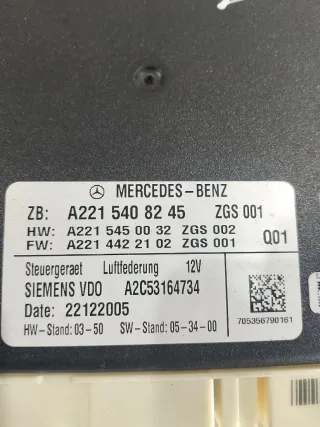 MERCEDES-BENZ
ZB: A221 540 82 45 ZGS 001
HW: A221 545 00 32 ZGS 002
FW: A221 442 21 02 ZGS 001 Q01
Steuergeraet Luftfederung 12V
SIEMENS VDO A2C53164734
Date: 22122005
HW-Stand: 03-50 SW-Stand: 05-34-00
705356790161